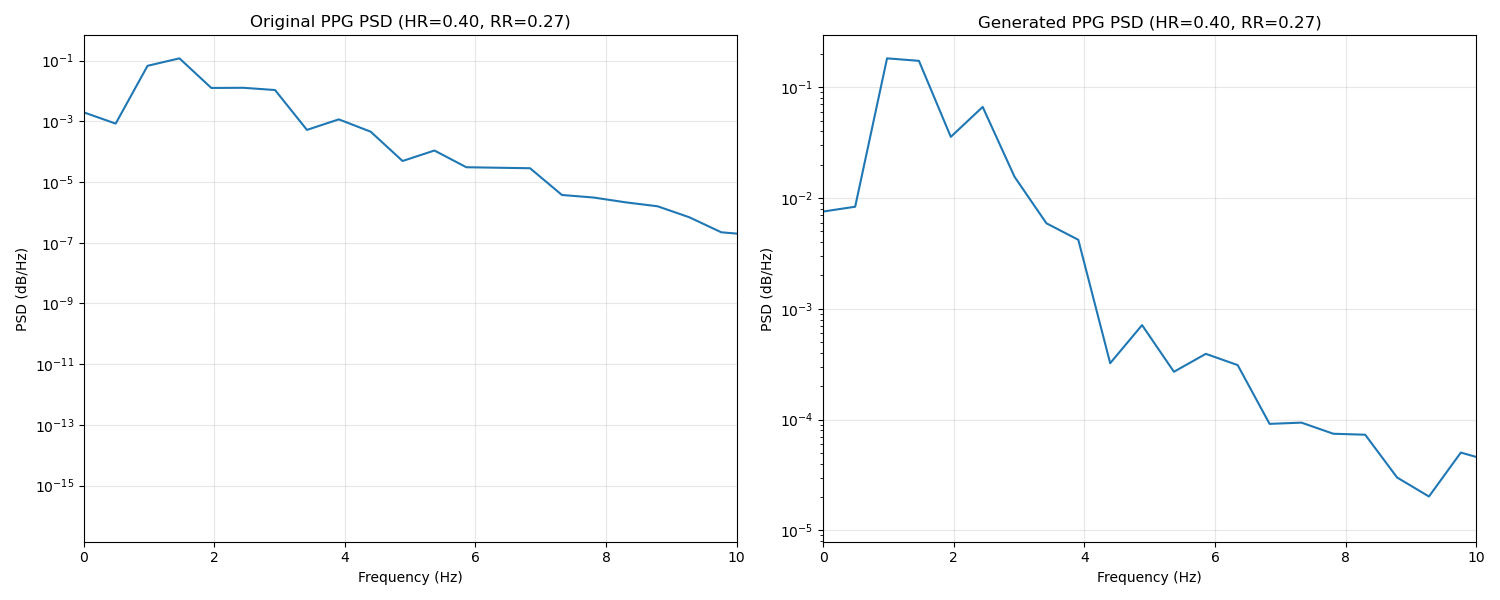 Original PPG PSD (HR=0.40, RR=0.27)
PSD (dB/Hz)
10⁻¹
10⁻³
10⁻⁵
10⁻⁷
10⁻⁹
10⁻¹¹
10⁻¹³
10⁻¹⁵
0 2 4 6 8 10
Frequency (Hz)
Generated PPG PSD (HR=0.40, RR=0.27)
PSD (dB/Hz)
10⁻¹
10⁻²
10⁻³
10⁻⁴
10⁻⁵
0 2 4 6 8 10
Frequency (Hz)